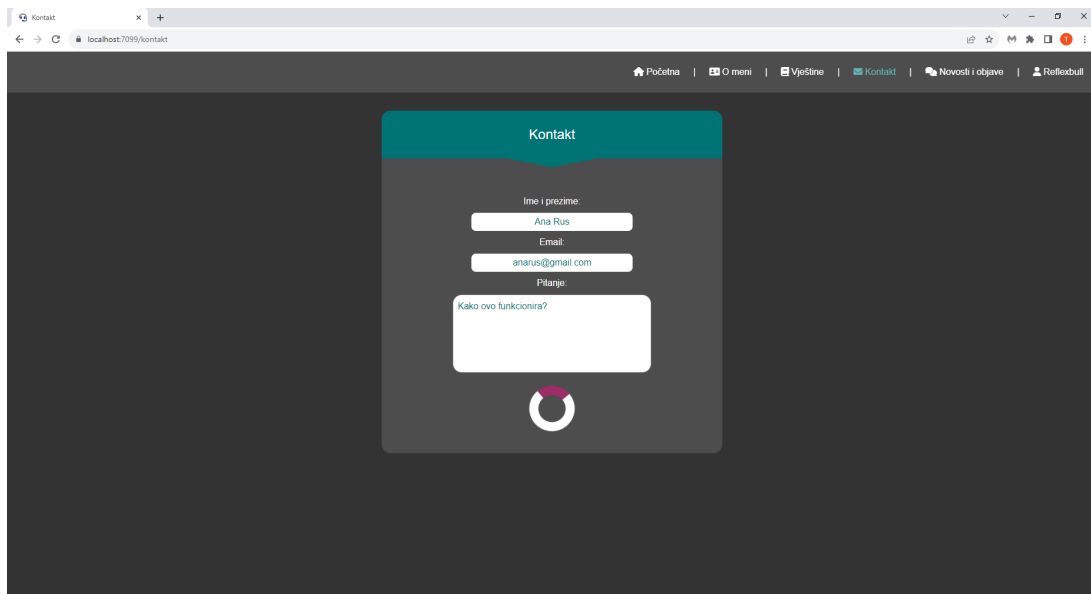 Kontakt
localhost:7099/kontakt
T
Početna | O meni | Vještine | Kontakt | Novosti i objave | Reflexbull
Kontakt
Ime i prezime:
Ana Rus
Email:
anarus@gmail.com
Pitanje:
Kako ovo funkcionira?